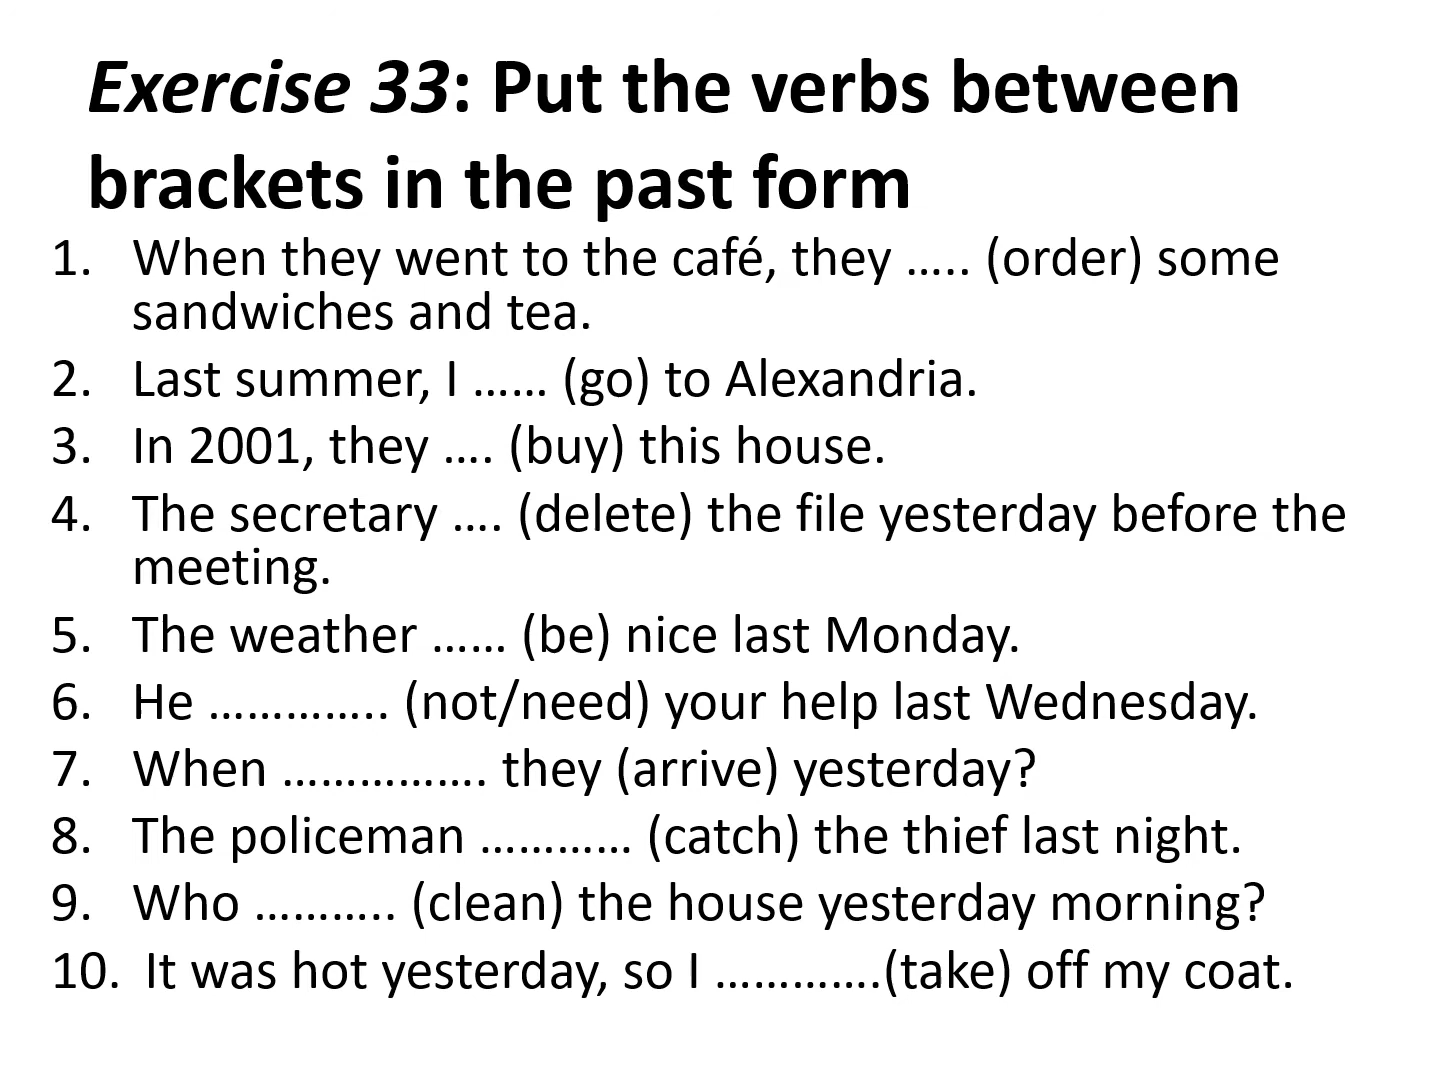 Exercise 33: Put the verbs between
brackets in the past form
1. When they went to the café, they ….. (order) some
sandwiches and tea.
2. Last summer, I …… (go) to Alexandria.
3. In 2001, they …. (buy) this house.
4. The secretary …. (delete) the file yesterday before the
meeting.
5. The weather …… (be) nice last Monday.
6. He ………….. (not/need) your help last Wednesday.
7. When ……………. they (arrive) yesterday?
8. The policeman ………… (catch) the thief last night.
9. Who ……….. (clean) the house yesterday morning?
10. It was hot yesterday, so I ………….(take) off my coat.